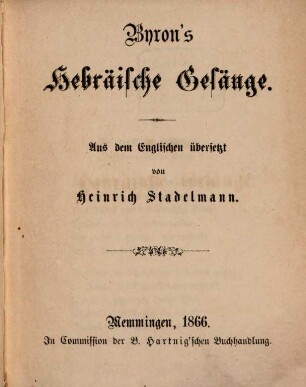 Byron's
Hebräische Gesänge.
Aus dem Englischen übersetzt
von
Heinrich Stadelmann.
Memmingen, 1866.
In Commission der B. Hartnig'schen Buchhandlung.